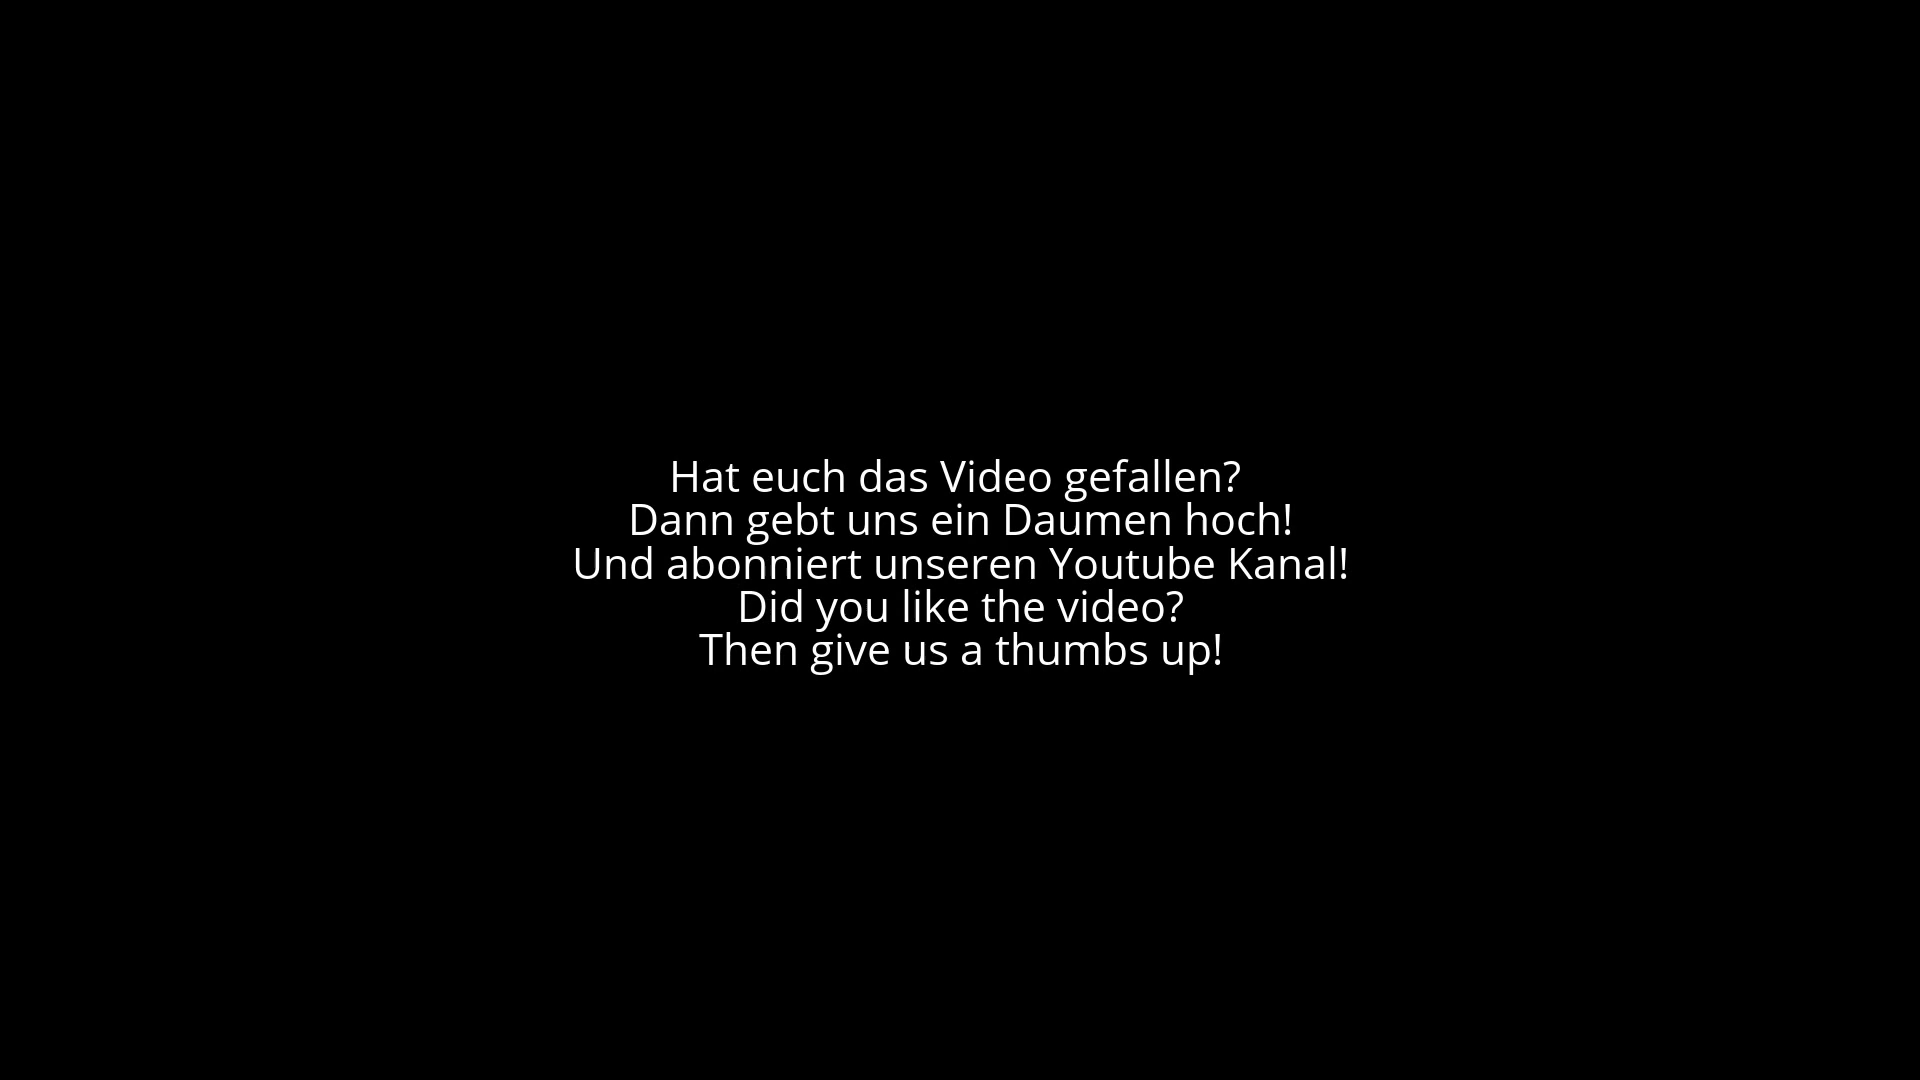 Hat euch das Video gefallen?
Dann gebt uns ein Daumen hoch!
Und abonniert unseren Youtube Kanal!
Did you like the video?
Then give us a thumbs up!